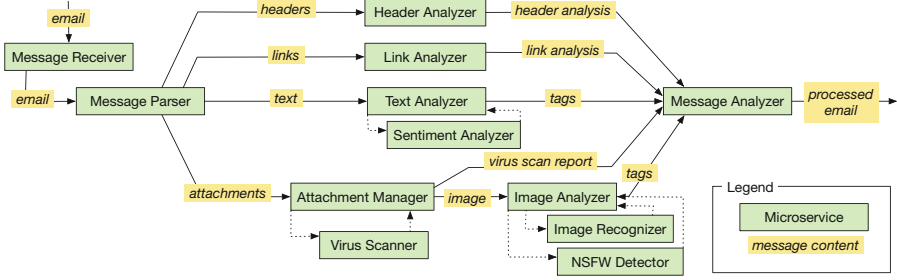 email
headers
Header Analyzer
header analysis
Message Receiver
links
Link Analyzer
link analysis
email
Message Parser
text
Text Analyzer
tags
Message Analyzer
processed
email
Sentiment Analyzer
virus scan report
tags
attachments
Attachment Manager
image
Image Analyzer
Virus Scanner
Image Recognizer
NSFW Detector
Legend
Microservice
message content